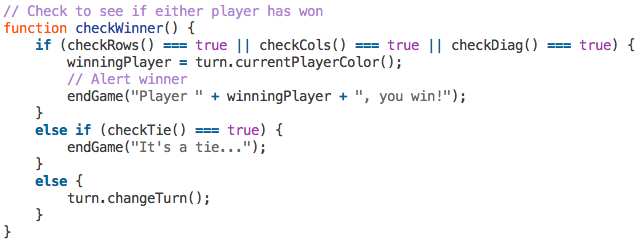 // Check to see if either player has won
function checkWinner() {
    if (checkRows() === true || checkCols() === true || checkDiag() === true) {
        winningPlayer = turn.currentPlayerColor();
        // Alert winner
        endGame("Player " + winningPlayer + ", you win!");
    }
    else if (checkTie() === true) {
        endGame("It's a tie...");
    }
    else {
        turn.changeTurn();
    }
}